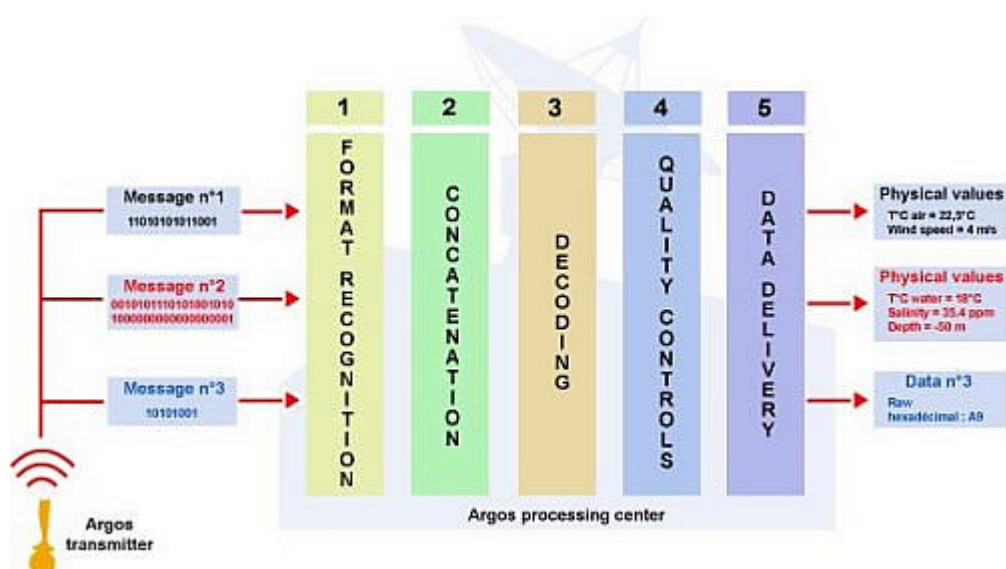 1
2
3
4
5
FORMAT RECOGNITION
CONCATENATION
DECODING
QUALITY CONTROLS
DATA DELIVERY
Message n°1
11010101011001
Message n°2
0010101110101001010
1000000000000000001
Message n°3
10101001
Physical values
T°C air = 22,5°C
Wind speed = 4 m/s
Physical values
T°C water = 18°C
Salinity = 35.4 ppm
Depth = -50 m
Data n°3
Raw
hexadécimal : A9
Argos processing center
Argos
transmitter